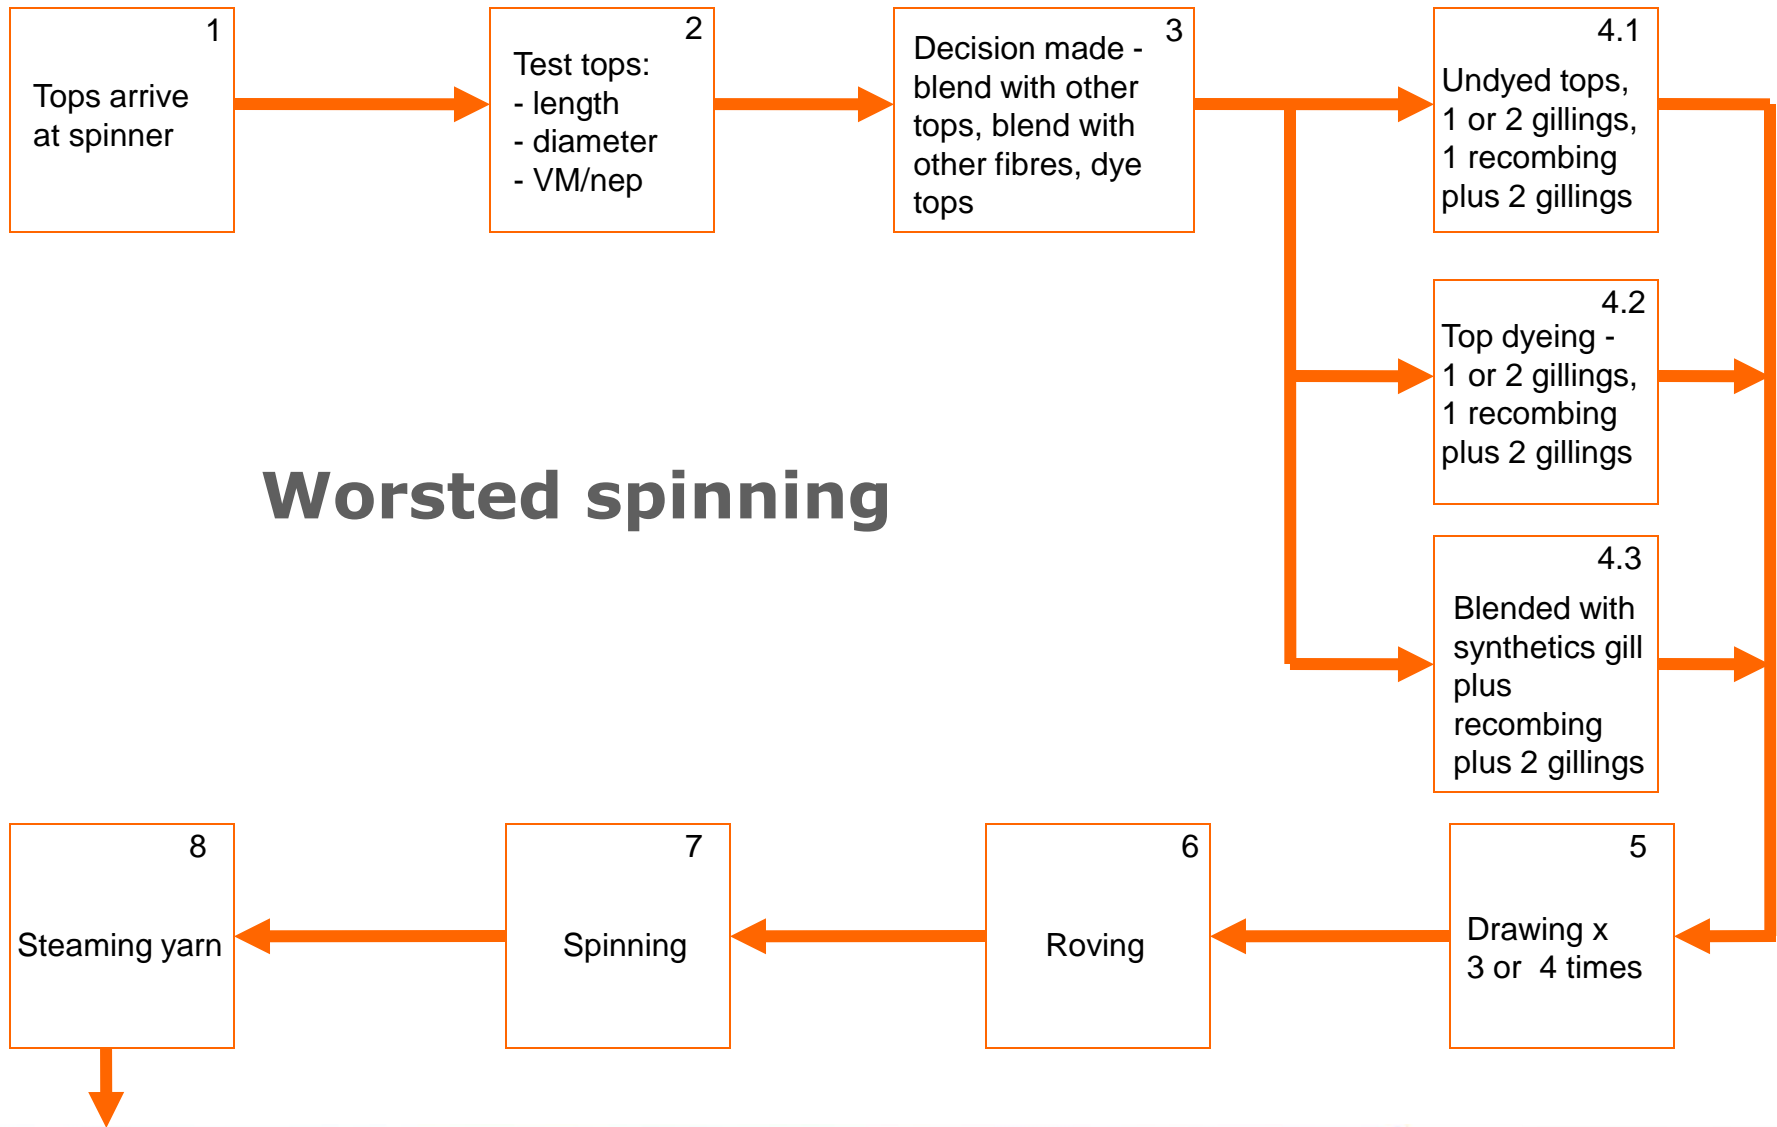 1
Tops arrive
at spinner
2
Test tops:
- length
- diameter
- VM/nep
3
Decision made -
blend with other
tops, blend with
other fibres, dye
tops
4.1
Undyed tops,
1 or 2 gillings,
1 recombing
plus 2 gillings
4.2
Top dyeing -
1 or 2 gillings,
1 recombing
plus 2 gillings
Worsted spinning
4.3
Blended with
synthetics gill
plus
recombing
plus 2 gillings
8
Steaming yarn
7
Spinning
6
Roving
5
Drawing x
3 or  4 times